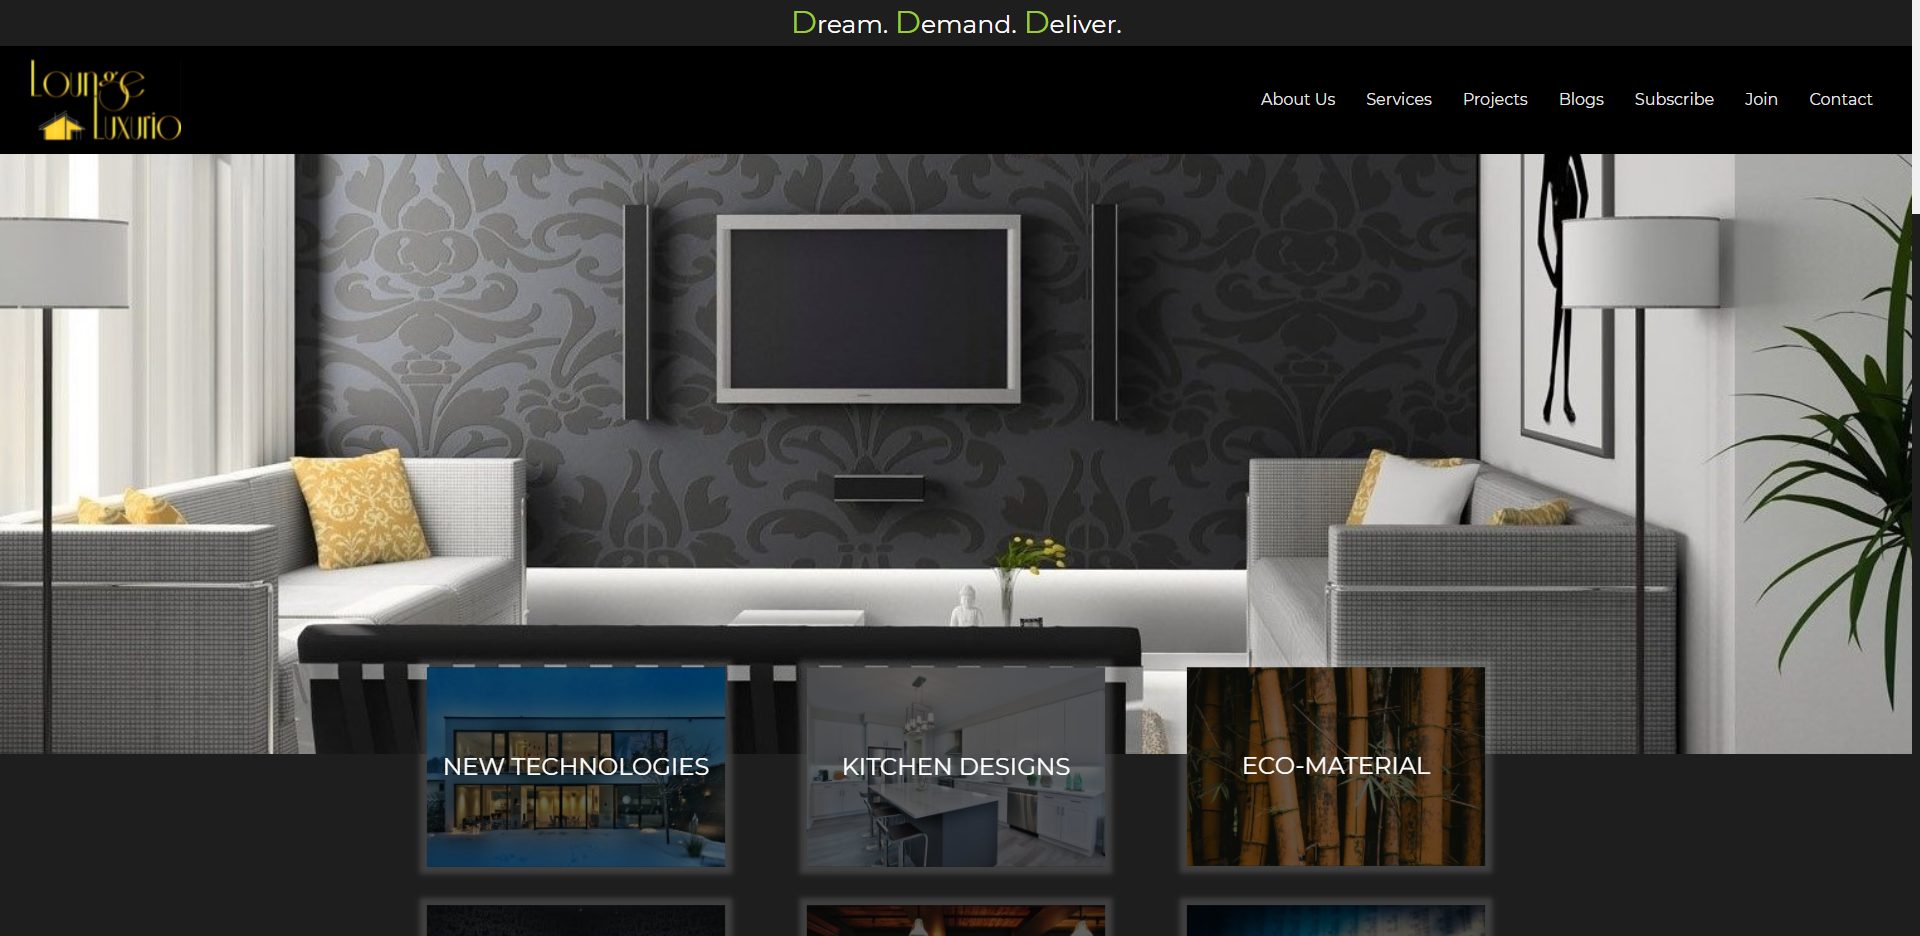 Dream. Demand. Deliver.
Lounge
Luxurio
About Us Services Projects Blogs Subscribe Join Contact
NEW TECHNOLOGIES KITCHEN DESIGNS ECO-MATERIAL